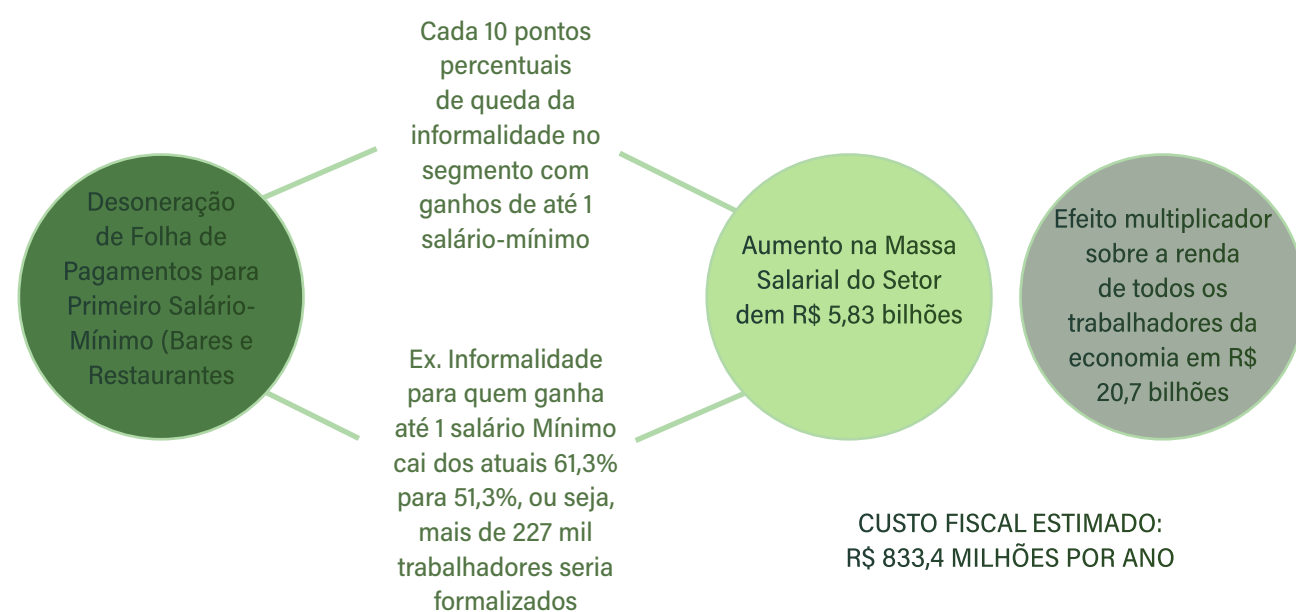 Desoneração
de Folha de
Pagamentos para
Primeiro Salário-
Mínimo (Bares e
Restaurantes
Cada 10 pontos
percentuais
de queda da
informalidade no
segmento com
ganhos de até 1
salário-mínimo
Ex. Informalidade
para quem ganha
até 1 salário Mínimo
cai dos atuais 61,3%
para 51,3%, ou seja,
mais de 227 mil
trabalhadores seria
formalizados
Aumento na Massa
Salarial do Setor
dem R$ 5,83 bilhões
Efeito multiplicador
sobre a renda
de todos os
trabalhadores da
economia em R$
20,7 bilhões
CUSTO FISCAL ESTIMADO:
R$ 833,4 MILHÕES POR ANO